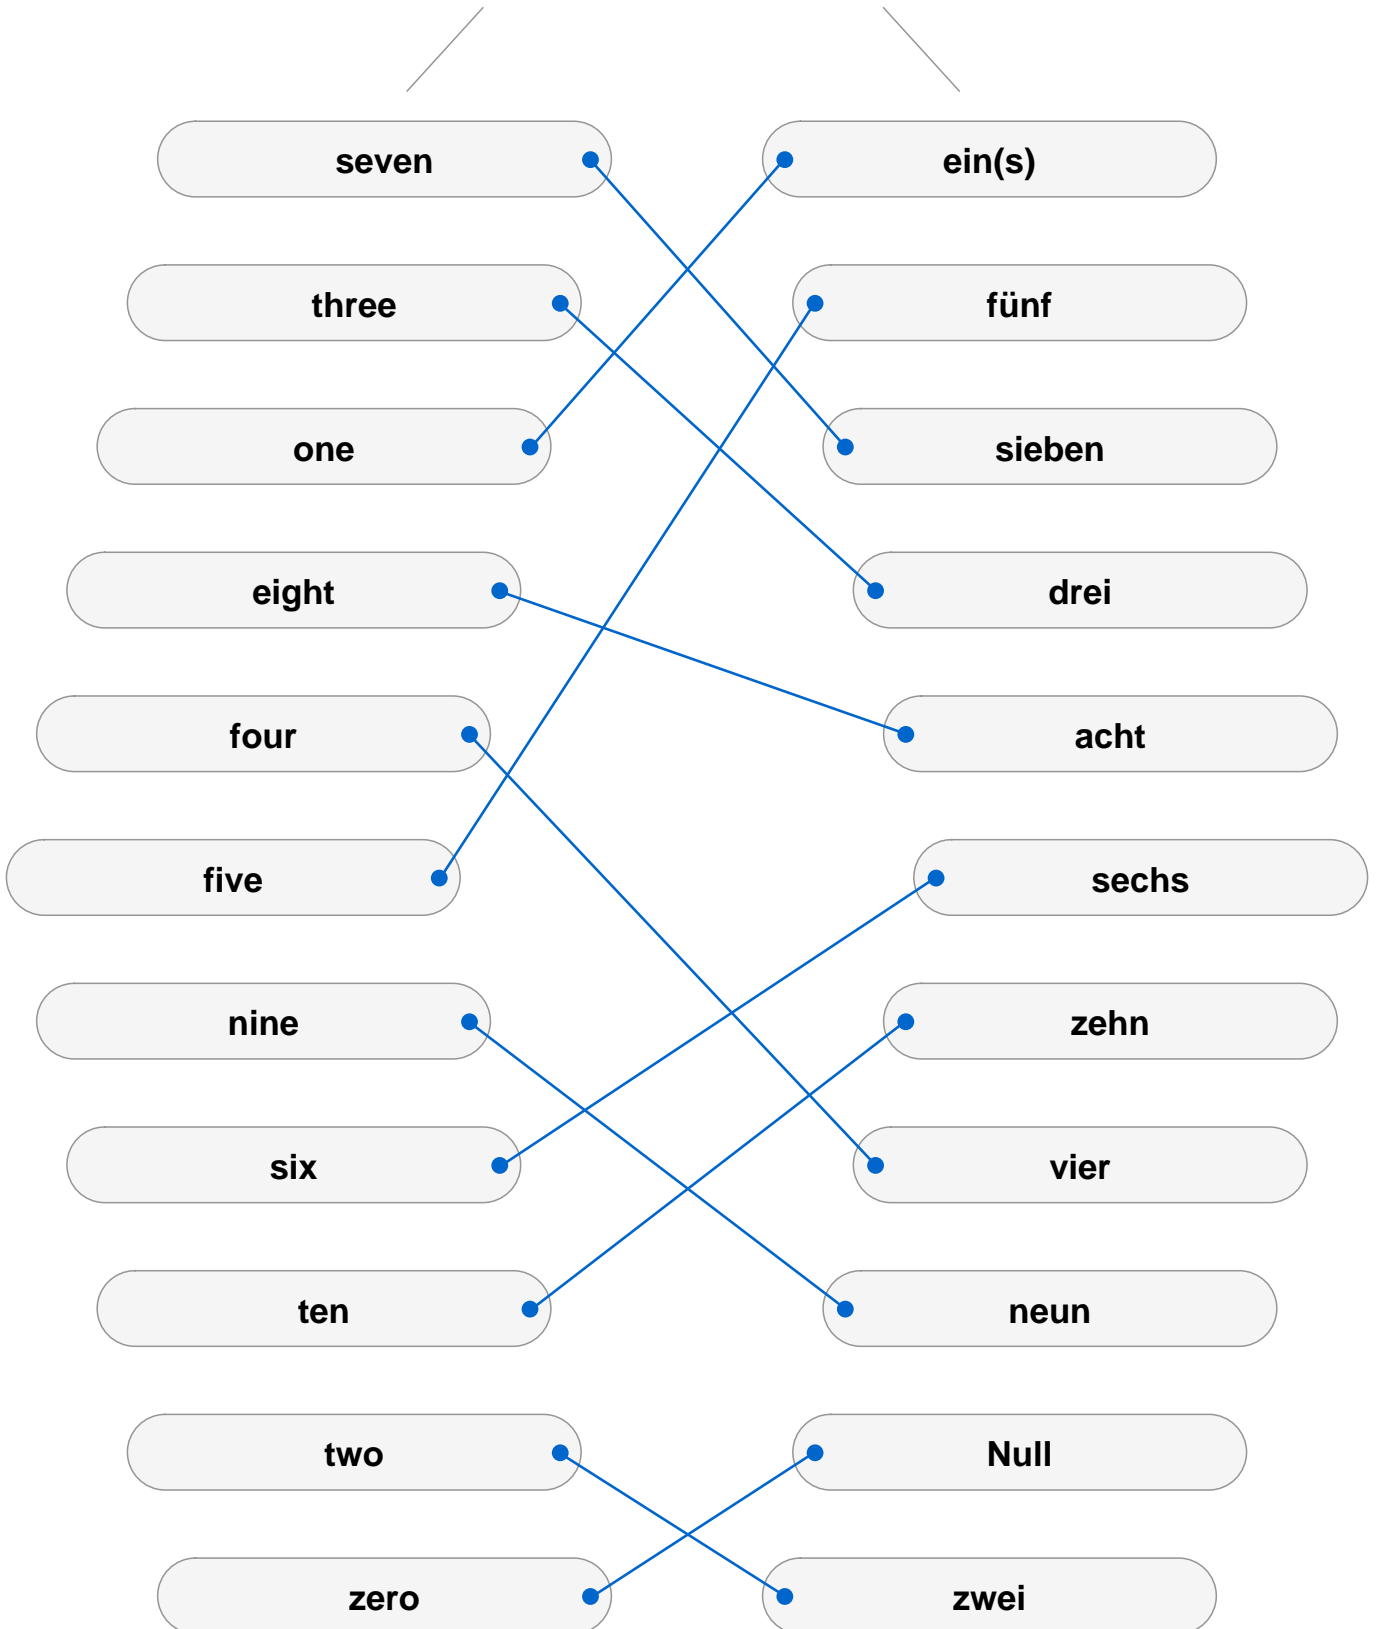 seven ein(s)
three fünf
one sieben
eight drei
four acht
five sechs
nine zehn
six vier
ten neun
two Null
zero zwei